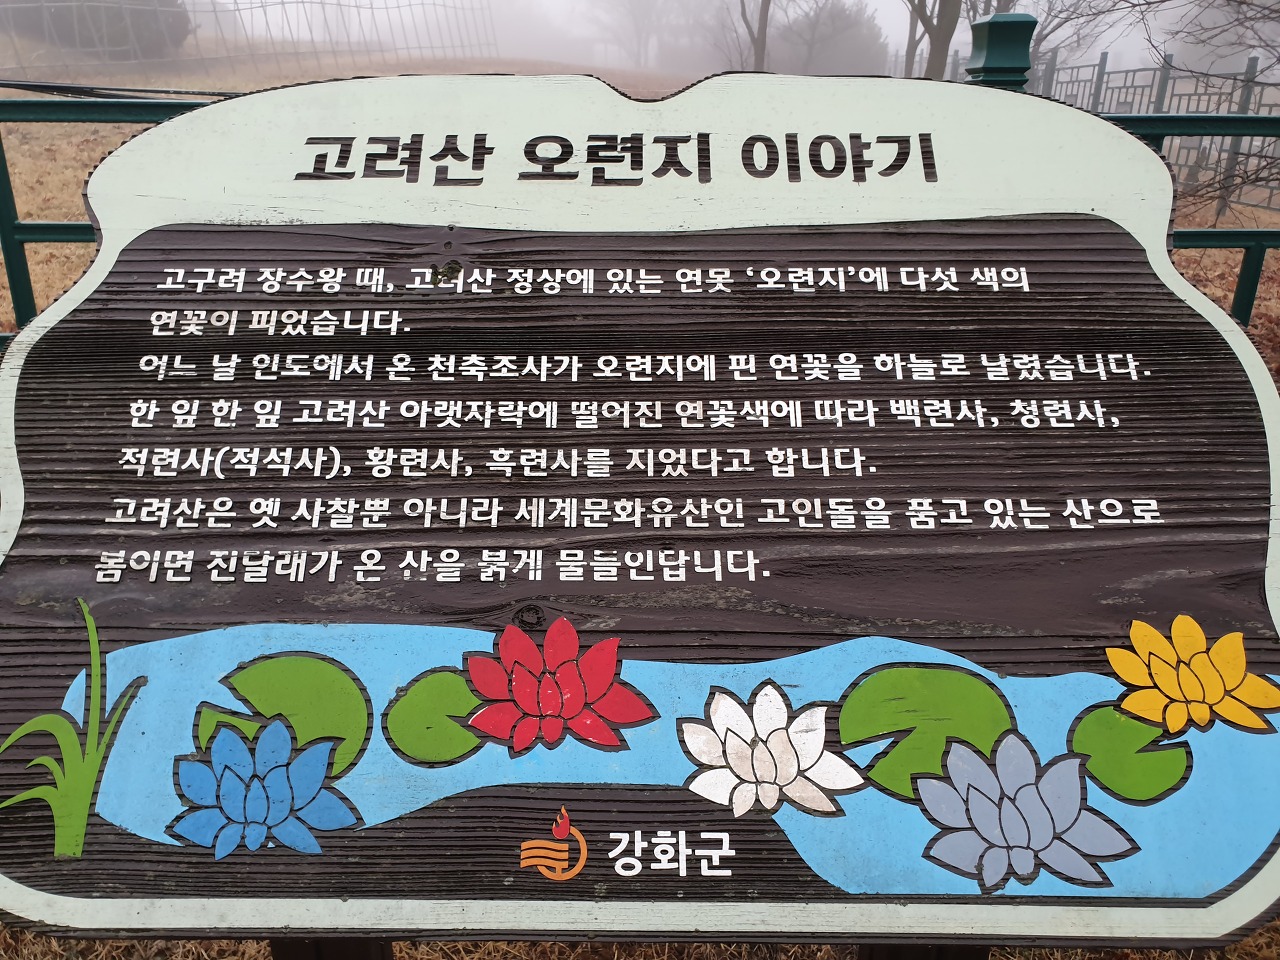 고려산 오련지 이야기
고구려 장수왕 때, 고려산 정상에 있는 연못 ‘오련지’에 다섯 색의
연꽃이 피었습니다.
어느 날 인도에서 온 천축조사가 오련지에 핀 연꽃을 하늘로 날렸습니다.
한 잎 한 잎 고려산 아랫자락에 떨어진 연꽃색에 따라 백련사, 청련사,
적련사(적석사), 황련사, 흑련사를 지었다고 합니다.
고려산은 옛 사찰뿐 아니라 세계문화유산인 고인돌을 품고 있는 산으로
봄이면 진달래가 온 산을 붉게 물들인답니다.
강화군